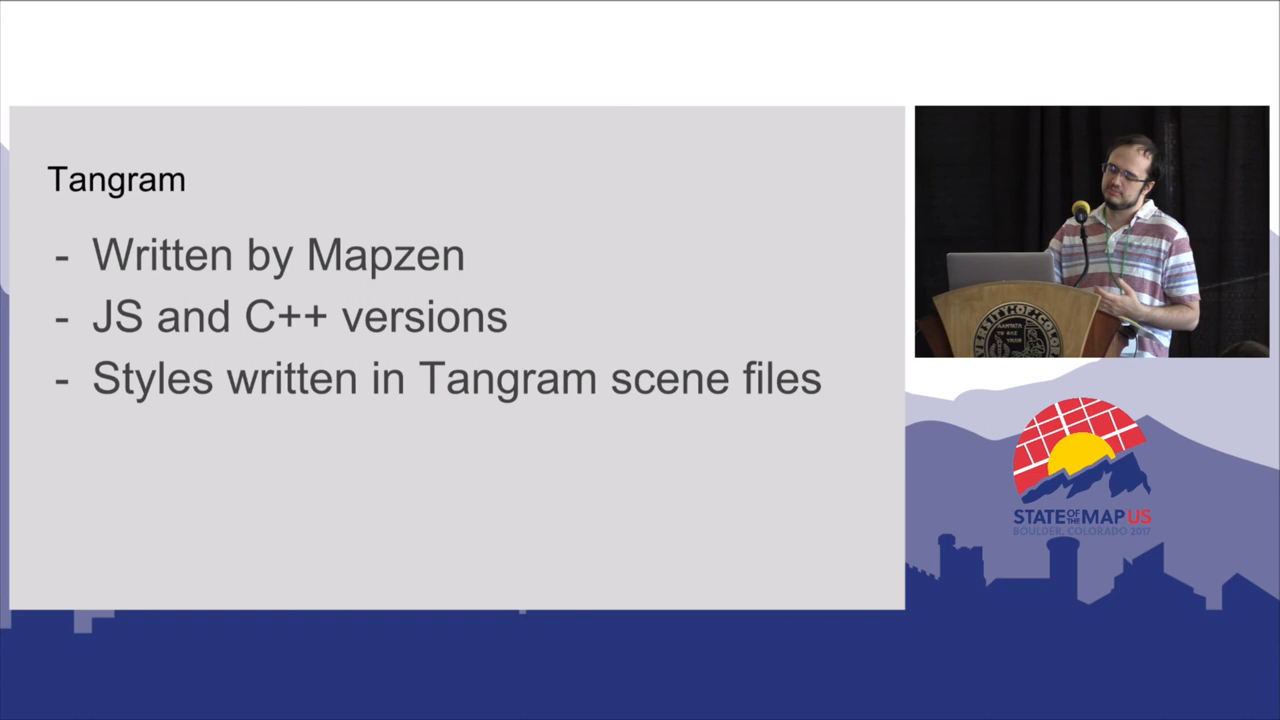 Tangram
- Written by Mapzen
- JS and C++ versions
- Styles written in Tangram scene files
STATE OF THE MAP US
BOULDER, COLORADO 2017